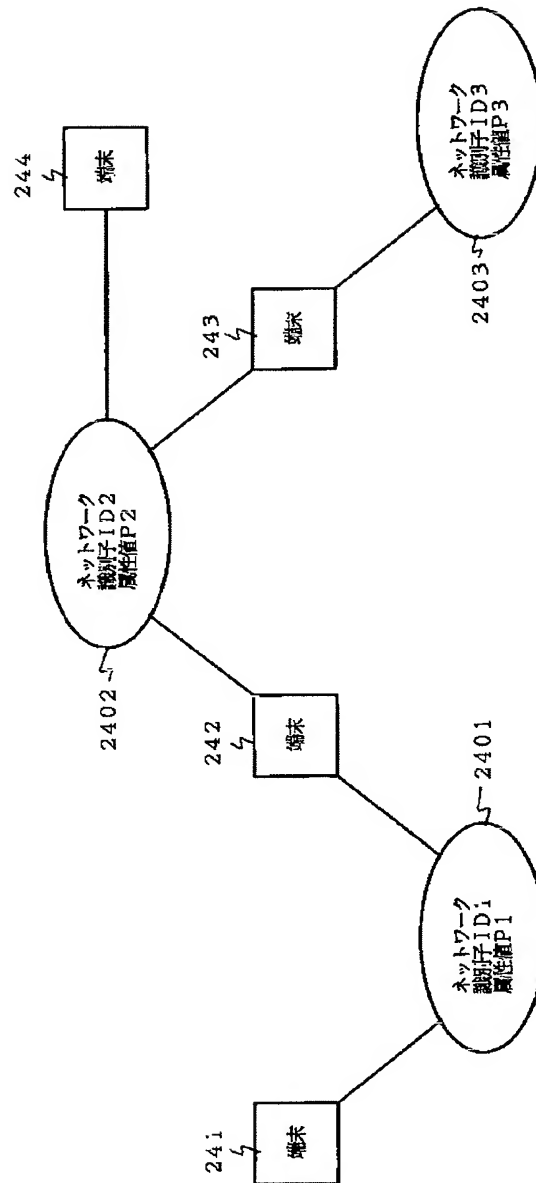 244
端末
ネットワーク
識別子ID3
属性値P3
2403
243
端末
ネットワーク
識別子ID2
属性値P2
2402
242
端末
2401
ネットワーク
識別子IDi
属性値P1
241
端末